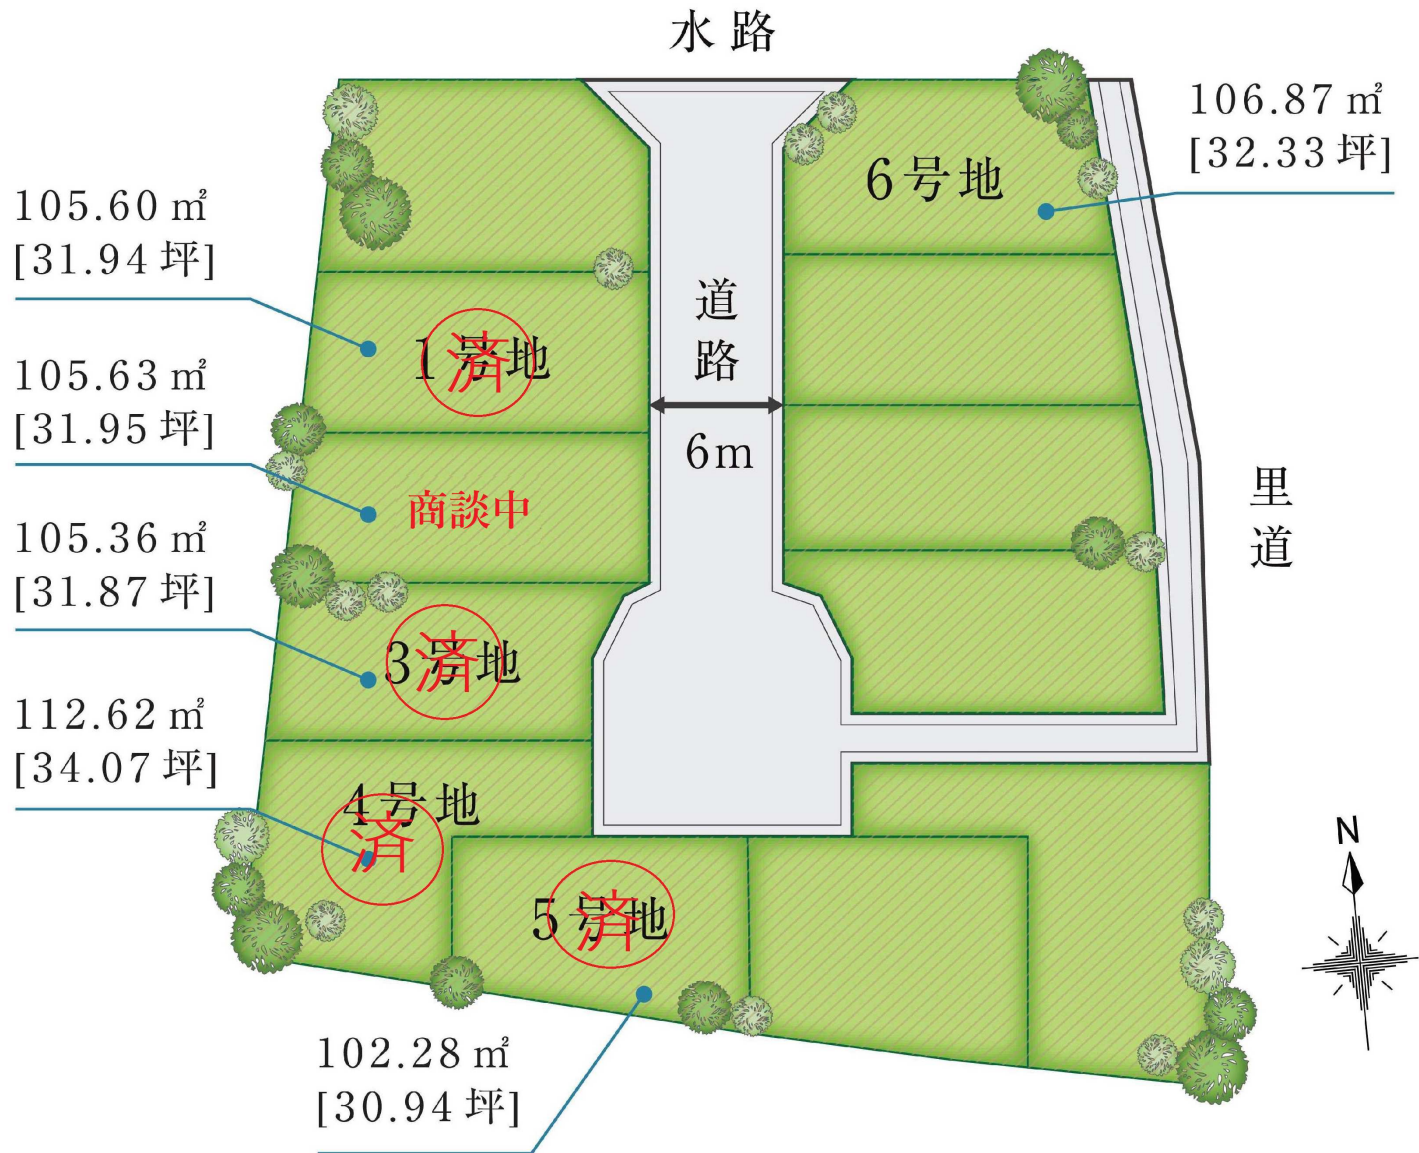 水路
106.87㎡
[32.33坪]
6号地
105.60㎡
[31.94坪]
1号地
済
道路
6m
105.63㎡
[31.95坪]
商談中
里道
105.36㎡
[31.87坪]
3号地
済
112.62㎡
[34.07坪]
4号地
済
N
5号地
済
102.28㎡
[30.94坪]